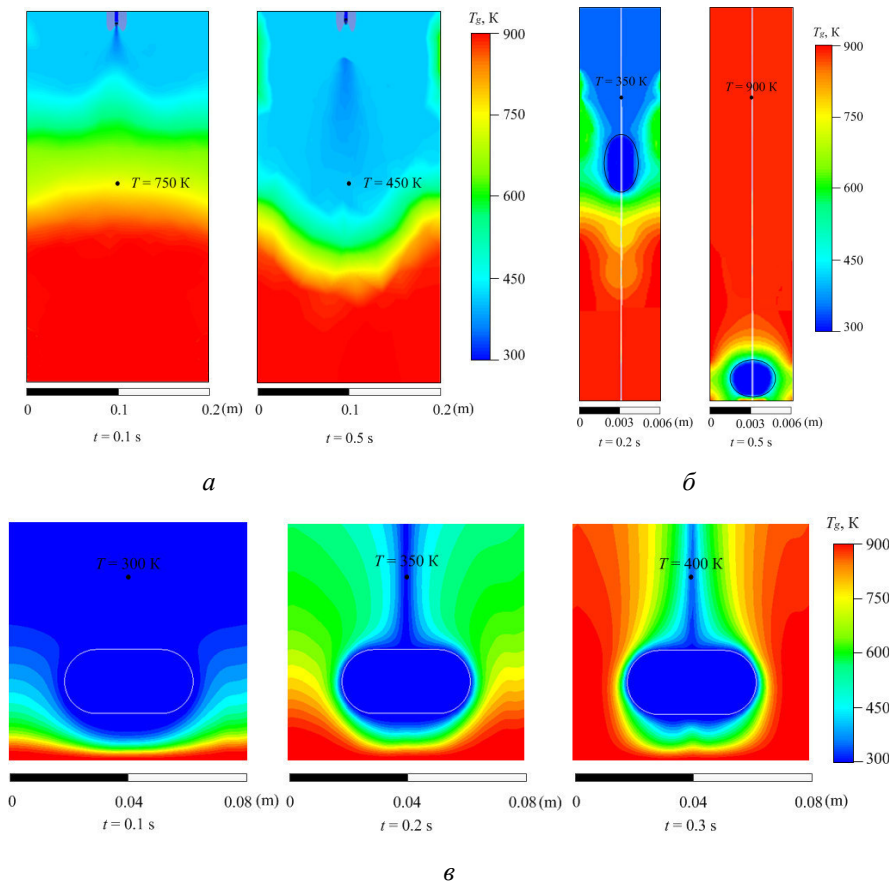 T_g, K
900
750
600
450
300
T = 750 K
T = 450 K
0 0.1 0.2 (m)
0 0.1 0.2 (m)
t = 0.1 s
t = 0.5 s
а
T_g, K
900
750
600
450
300
T = 350 K
T = 900 K
0 0.003 0.006 (m)
0 0.003 0.006 (m)
t = 0.2 s
t = 0.5 s
б
T_g, K
900
750
600
450
300
T = 300 K
T = 350 K
T = 400 K
0 0.04 0.08 (m)
0 0.04 0.08 (m)
0 0.04 0.08 (m)
t = 0.1 s
t = 0.2 s
t = 0.3 s
в